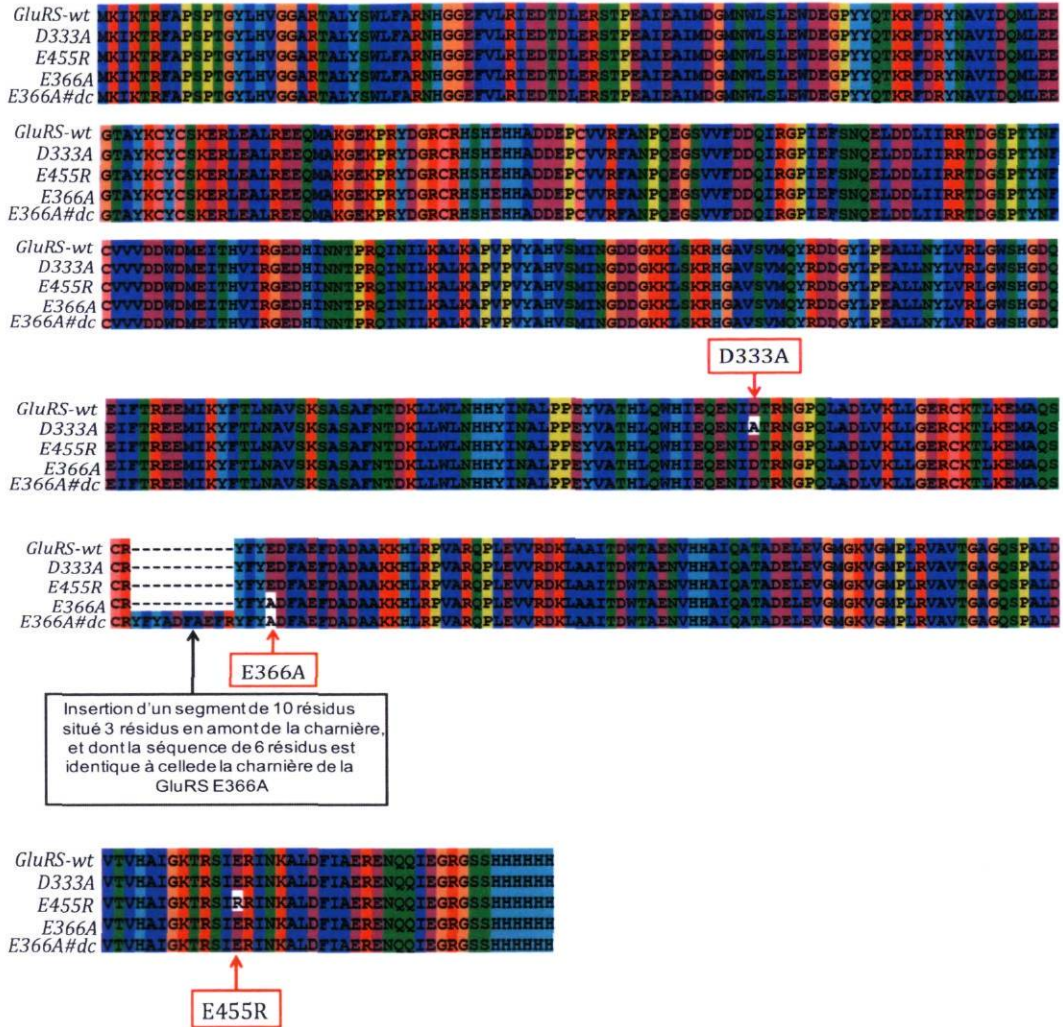 GluRS-wt MKIKTRFAPSPTGYLHVGGARTALYSWLFARNHGGEFVLRIEDTDLERSTPEAIEAIMDGMNWLSLEWDEGPYYQTKRFDRYNAVIDQMLEE
D333A MKIKTRFAPSPTGYLHVGGARTALYSWLFARNHGGEFVLRIEDTDLERSTPEAIEAIMDGMNWLSLEWDEGPYYQTKRFDRYNAVIDQMLEE
E455R MKIKTRFAPSPTGYLHVGGARTALYSWLFARNHGGEFVLRIEDTDLERSTPEAIEAIMDGMNWLSLEWDEGPYYQTKRFDRYNAVIDQMLEE
E366A MKIKTRFAPSPTGYLHVGGARTALYSWLFARNHGGEFVLRIEDTDLERSTPEAIEAIMDGMNWLSLEWDEGPYYQTKRFDRYNAVIDQMLEE
E366A#dc MKIKTRFAPSPTGYLHVGGARTALYSWLFARNHGGEFVLRIEDTDLERSTPEAIEAIMDGMNWLSLEWDEGPYYQTKRFDRYNAVIDQMLEE
GluRS-wt GTAYKCYCSKERLEALREEQMAKGEKPRYDGRCRHSHEHHADDEPCVVRFANPQEGSVVFDDQIRGPIEFSNQELDDLIIRRTDGSPTYNF
D333A GTAYKCYCSKERLEALREEQMAKGEKPRYDGRCRHSHEHHADDEPCVVRFANPQEGSVVFDDQIRGPIEFSNQELDDLIIRRTDGSPTYNF
E455R GTAYKCYCSKERLEALREEQMAKGEKPRYDGRCRHSHEHHADDEPCVVRFANPQEGSVVFDDQIRGPIEFSNQELDDLIIRRTDGSPTYNF
E366A GTAYKCYCSKERLEALREEQMAKGEKPRYDGRCRHSHEHHADDEPCVVRFANPQEGSVVFDDQIRGPIEFSNQELDDLIIRRTDGSPTYNF
E366A#dc GTAYKCYCSKERLEALREEQMAKGEKPRYDGRCRHSHEHHADDEPCVVRFANPQEGSVVFDDQIRGPIEFSNQELDDLIIRRTDGSPTYNF
GluRS-wt CVVVDDWDMEITHVIRGEDHINNTPRQINILKALKAPVPVYAHVSMINGDDGKKLSKRHGAVSVMQYRDDGYLPEALLNYLVRLGWSHGDQ
D333A CVVVDDWDMEITHVIRGEDHINNTPRQINILKALKAPVPVYAHVSMINGDDGKKLSKRHGAVSVMQYRDDGYLPEALLNYLVRLGWSHGDQ
E455R CVVVDDWDMEITHVIRGEDHINNTPRQINILKALKAPVPVYAHVSMINGDDGKKLSKRHGAVSVMQYRDDGYLPEALLNYLVRLGWSHGDQ
E366A CVVVDDWDMEITHVIRGEDHINNTPRQINILKALKAPVPVYAHVSMINGDDGKKLSKRHGAVSVMQYRDDGYLPEALLNYLVRLGWSHGDQ
E366A#dc CVVVDDWDMEITHVIRGEDHINNTPRQINILKALKAPVPVYAHVSMINGDDGKKLSKRHGAVSVMQYRDDGYLPEALLNYLVRLGWSHGDQ
D333A
GluRS-wt EIFTREEMIKYFTLNAVSKSASAFNTDKLLWLNHHYINALPPEYVATHLQWHIEQENIDTRNGPQLADLVKLLGERCKTLKEMAQS
D333A EIFTREEMIKYFTLNAVSKSASAFNTDKLLWLNHHYINALPPEYVATHLQWHIEQENIATRNGPQLADLVKLLGERCKTLKEMAQS
E455R EIFTREEMIKYFTLNAVSKSASAFNTDKLLWLNHHYINALPPEYVATHLQWHIEQENIDTRNGPQLADLVKLLGERCKTLKEMAQS
E366A EIFTREEMIKYFTLNAVSKSASAFNTDKLLWLNHHYINALPPEYVATHLQWHIEQENIDTRNGPQLADLVKLLGERCKTLKEMAQS
E366A#dc EIFTREEMIKYFTLNAVSKSASAFNTDKLLWLNHHYINALPPEYVATHLQWHIEQENIDTRNGPQLADLVKLLGERCKTLKEMAQS
GluRS-wt CR----------YFYEDFAEFDADAAKKHLRPVARQPLEVVRDKLAAITDWTAENVHHAIQATADELEVGMGKVGMPLRVAVTGAGQSPALD
D333A CR----------YFYEDFAEFDADAAKKHLRPVARQPLEVVRDKLAAITDWTAENVHHAIQATADELEVGMGKVGMPLRVAVTGAGQSPALD
E455R CR----------YFYEDFAEFDADAAKKHLRPVARQPLEVVRDKLAAITDWTAENVHHAIQATADELEVGMGKVGMPLRVAVTGAGQSPALD
E366A CR----------YFYADFAEFDADAAKKHLRPVARQPLEVVRDKLAAITDWTAENVHHAIQATADELEVGMGKVGMPLRVAVTGAGQSPALD
E366A#dc CRYFYADFAEFRYFYADFAEFDADAAKKHLRPVARQPLEVVRDKLAAITDWTAENVHHAIQATADELEVGMGKVGMPLRVAVTGAGQSPALD
E366A
Insertion d'un segment de 10 résidus
situé 3 résidus en amont de la charnière,
et dont la séquence de 6 résidus est
identique à cellede la charnière de la
GluRS E366A
GluRS-wt VTVHAIGKTRSIERINKALDFIAERENQQIEGRGSSHHHHHH
D333A VTVHAIGKTRSIERINKALDFIAERENQQIEGRGSSHHHHHH
E455R VTVHAIGKTRSIRRINKALDFIAERENQQIEGRGSSHHHHHH
E366A VTVHAIGKTRSIERINKALDFIAERENQQIEGRGSSHHHHHH
E366A#dc VTVHAIGKTRSIERINKALDFIAERENQQIEGRGSSHHHHHH
E455R